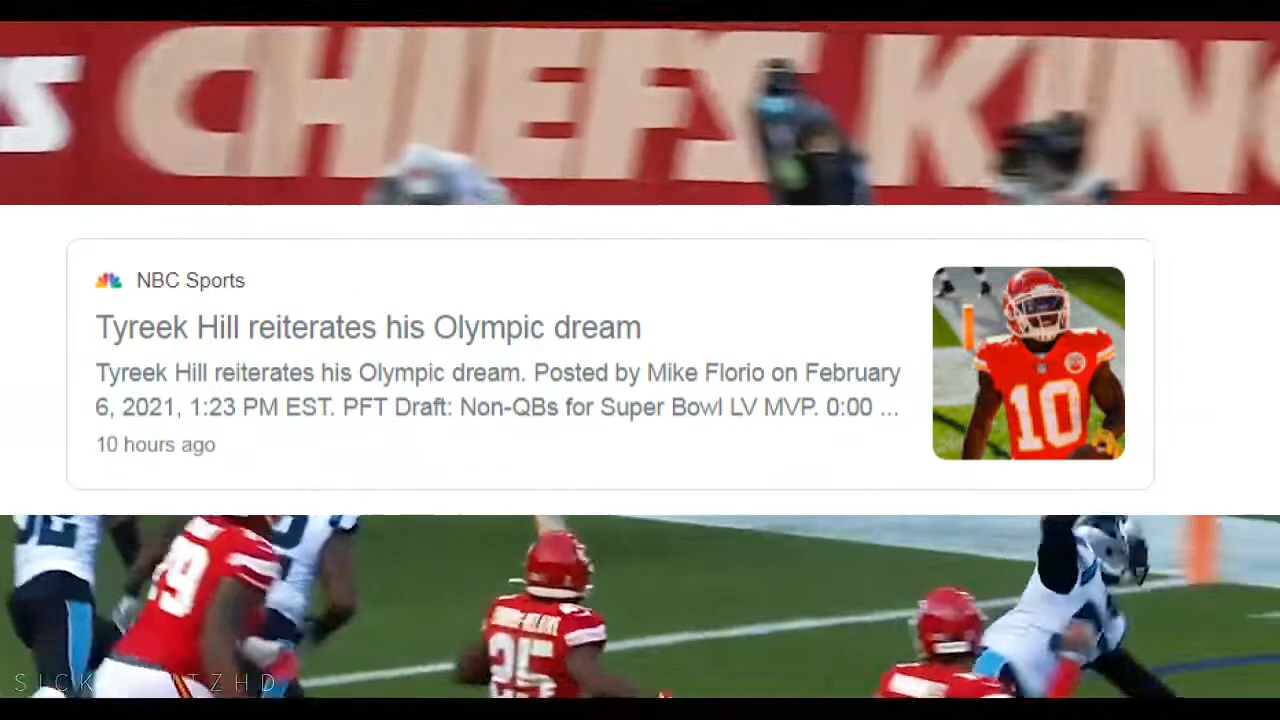 S CHIEFS KING
NBC Sports
Tyreek Hill reiterates his Olympic dream
Tyreek Hill reiterates his Olympic dream. Posted by Mike Florio on February
6, 2021, 1:23 PM EST. PFT Draft: Non-QBs for Super Bowl LV MVP. 0:00 ...
10 hours ago
10
25